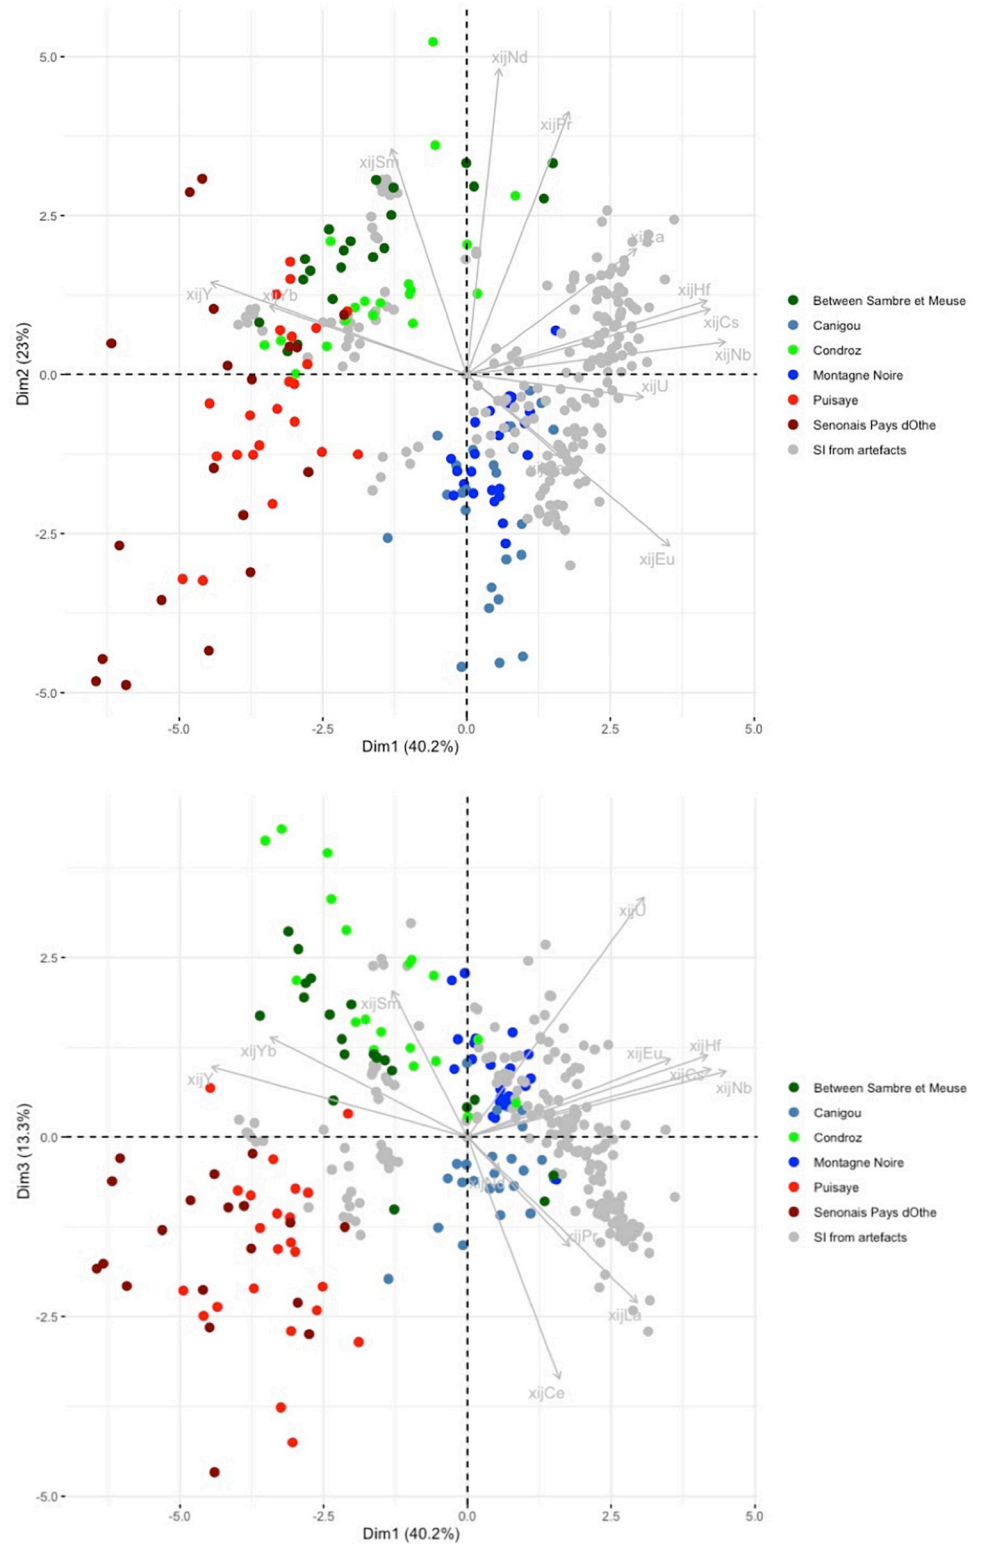 5.0
xijNd
xijPr
xijSm
2.5
xijLa
xijY
xijYb
xijHf
xijCs
xijNb
Dim2 (23%)
0.0
xijU
-2.5
xijEu
-5.0
-5.0 -2.5 0.0 2.5 5.0
Dim1 (40.2%)
Between Sambre et Meuse
Canigou
Condroz
Montagne Noire
Puisaye
Senonais Pays dOthe
SI from artefacts
xijU
2.5
xijSm
xijYb
xijEu
xijHf
xijY
xijCs
xijNb
Dim3 (13.3%)
0.0
xijNd
xijPr
-2.5
xijLa
xijCe
-5.0
-5.0 -2.5 0.0 2.5 5.0
Dim1 (40.2%)
Between Sambre et Meuse
Canigou
Condroz
Montagne Noire
Puisaye
Senonais Pays dOthe
SI from artefacts